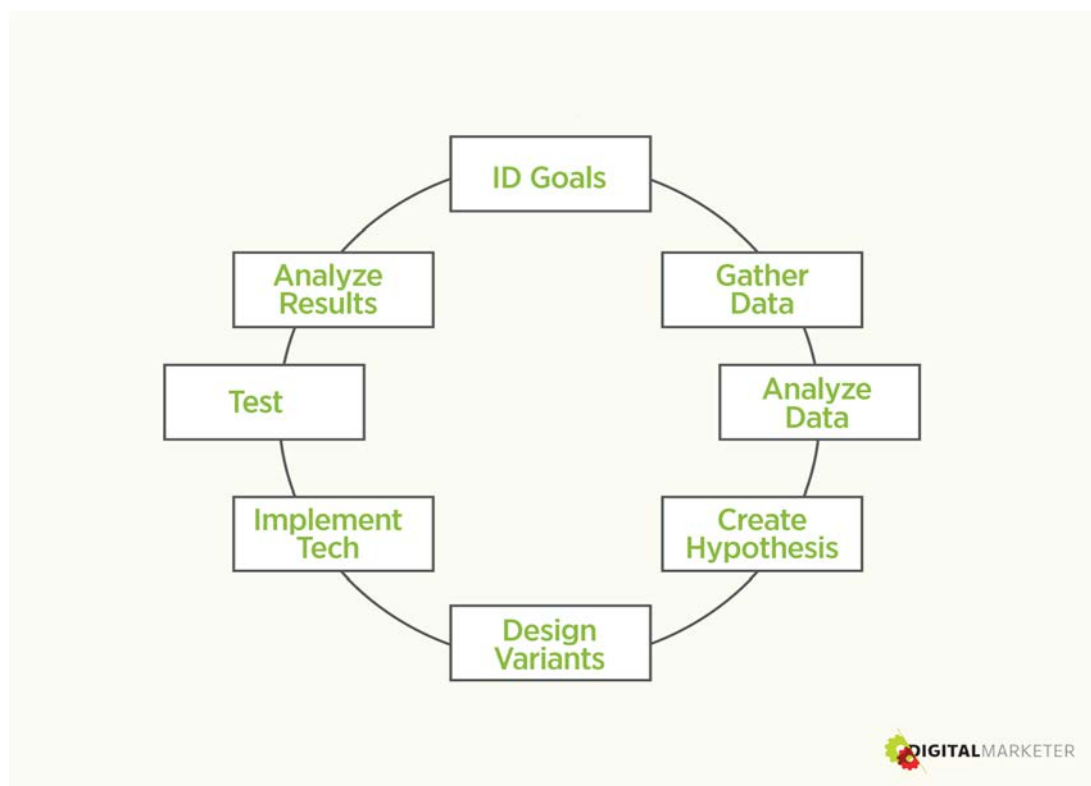 ID Goals
Gather
Data
Analyze
Data
Create
Hypothesis
Design
Variants
Implement
Tech
Test
Analyze
Results
DIGITALMARKETER